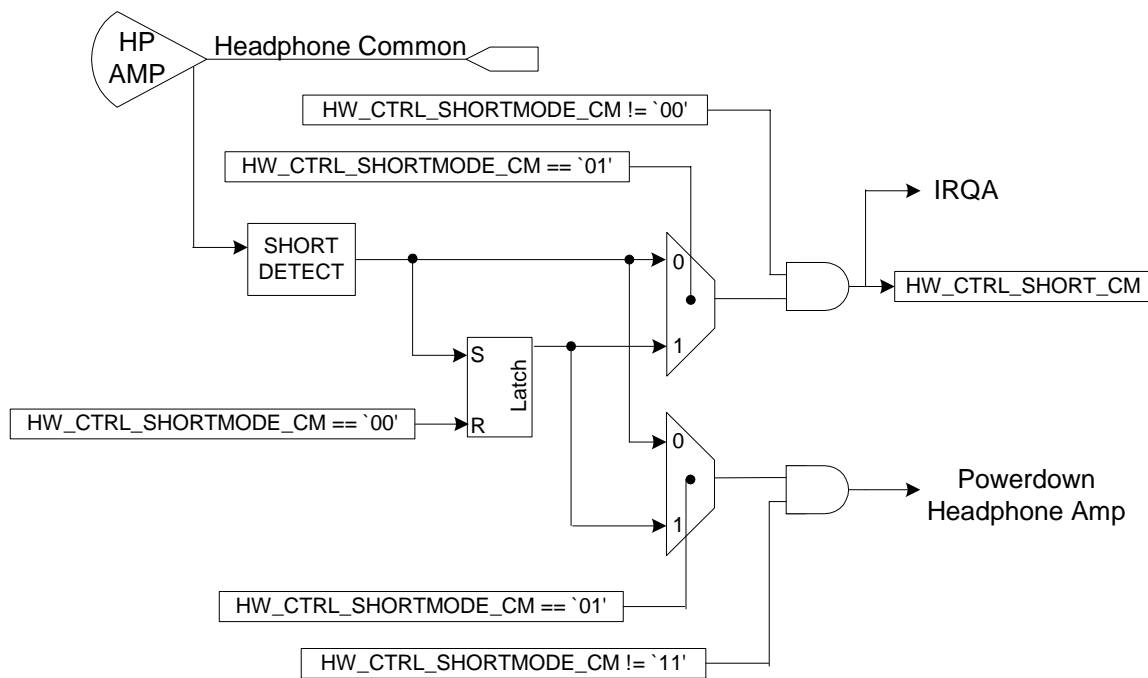 HP
AMP
Headphone Common
HW_CTRL_SHORTMODE_CM != `00'
HW_CTRL_SHORTMODE_CM == `01'
IRQA
SHORT
DETECT
0
HW_CTRL_SHORT_CM
1
S
Latch
R
HW_CTRL_SHORTMODE_CM == `00'
0
Powerdown
Headphone Amp
1
HW_CTRL_SHORTMODE_CM == `01'
HW_CTRL_SHORTMODE_CM != `11'